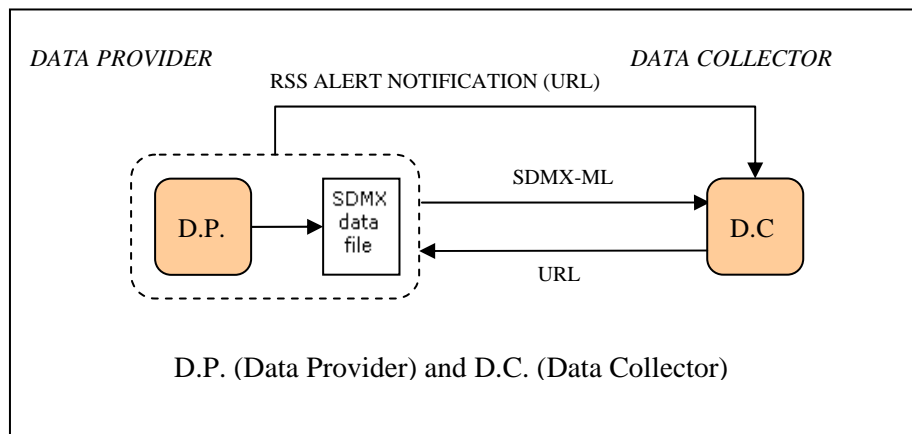 DATA PROVIDER
DATA COLLECTOR
RSS ALERT NOTIFICATION (URL)
D.P.
SDMX
data
file
SDMX-ML
D.C
URL
D.P. (Data Provider) and D.C. (Data Collector)